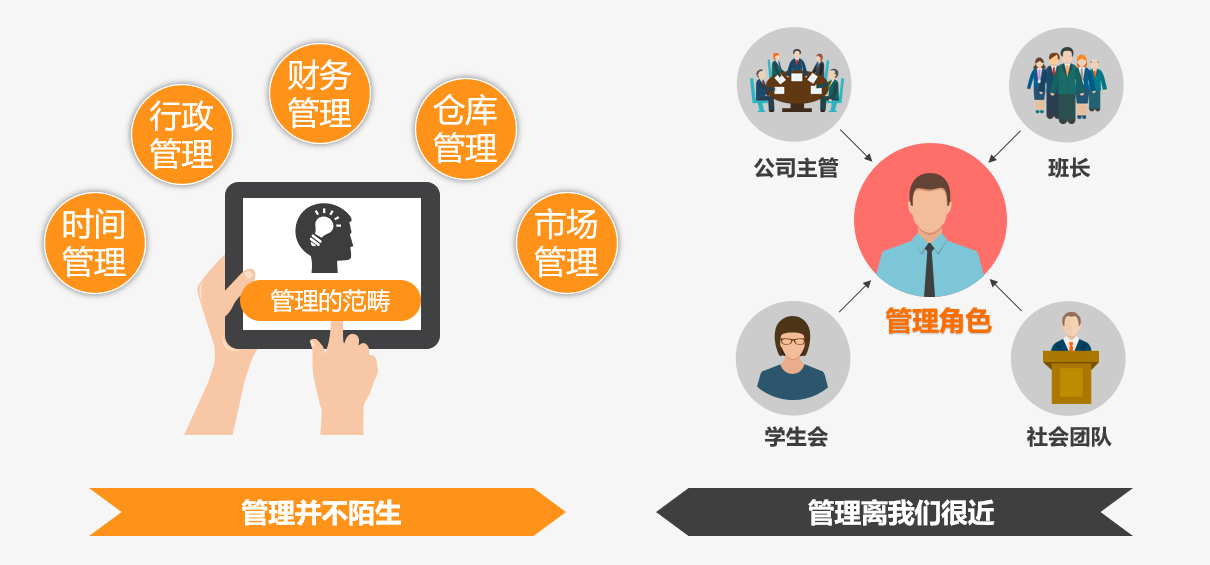 时间
管理
行政
管理
财务
管理
仓库
管理
市场
管理
管理的范畴
管理并不陌生
公司主管
班长
管理角色
学生会
社会团队
管理离我们很近